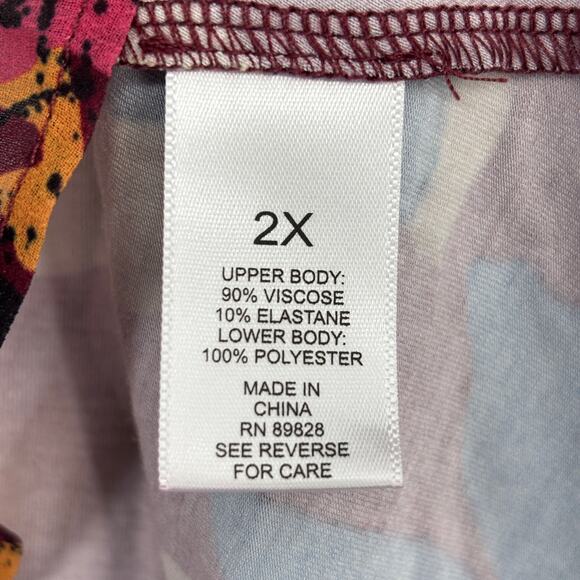 2X
UPPER BODY:
90% VISCOSE
10% ELASTANE
LOWER BODY:
100% POLYESTER
MADE IN
CHINA
RN 89828
SEE REVERSE
FOR CARE